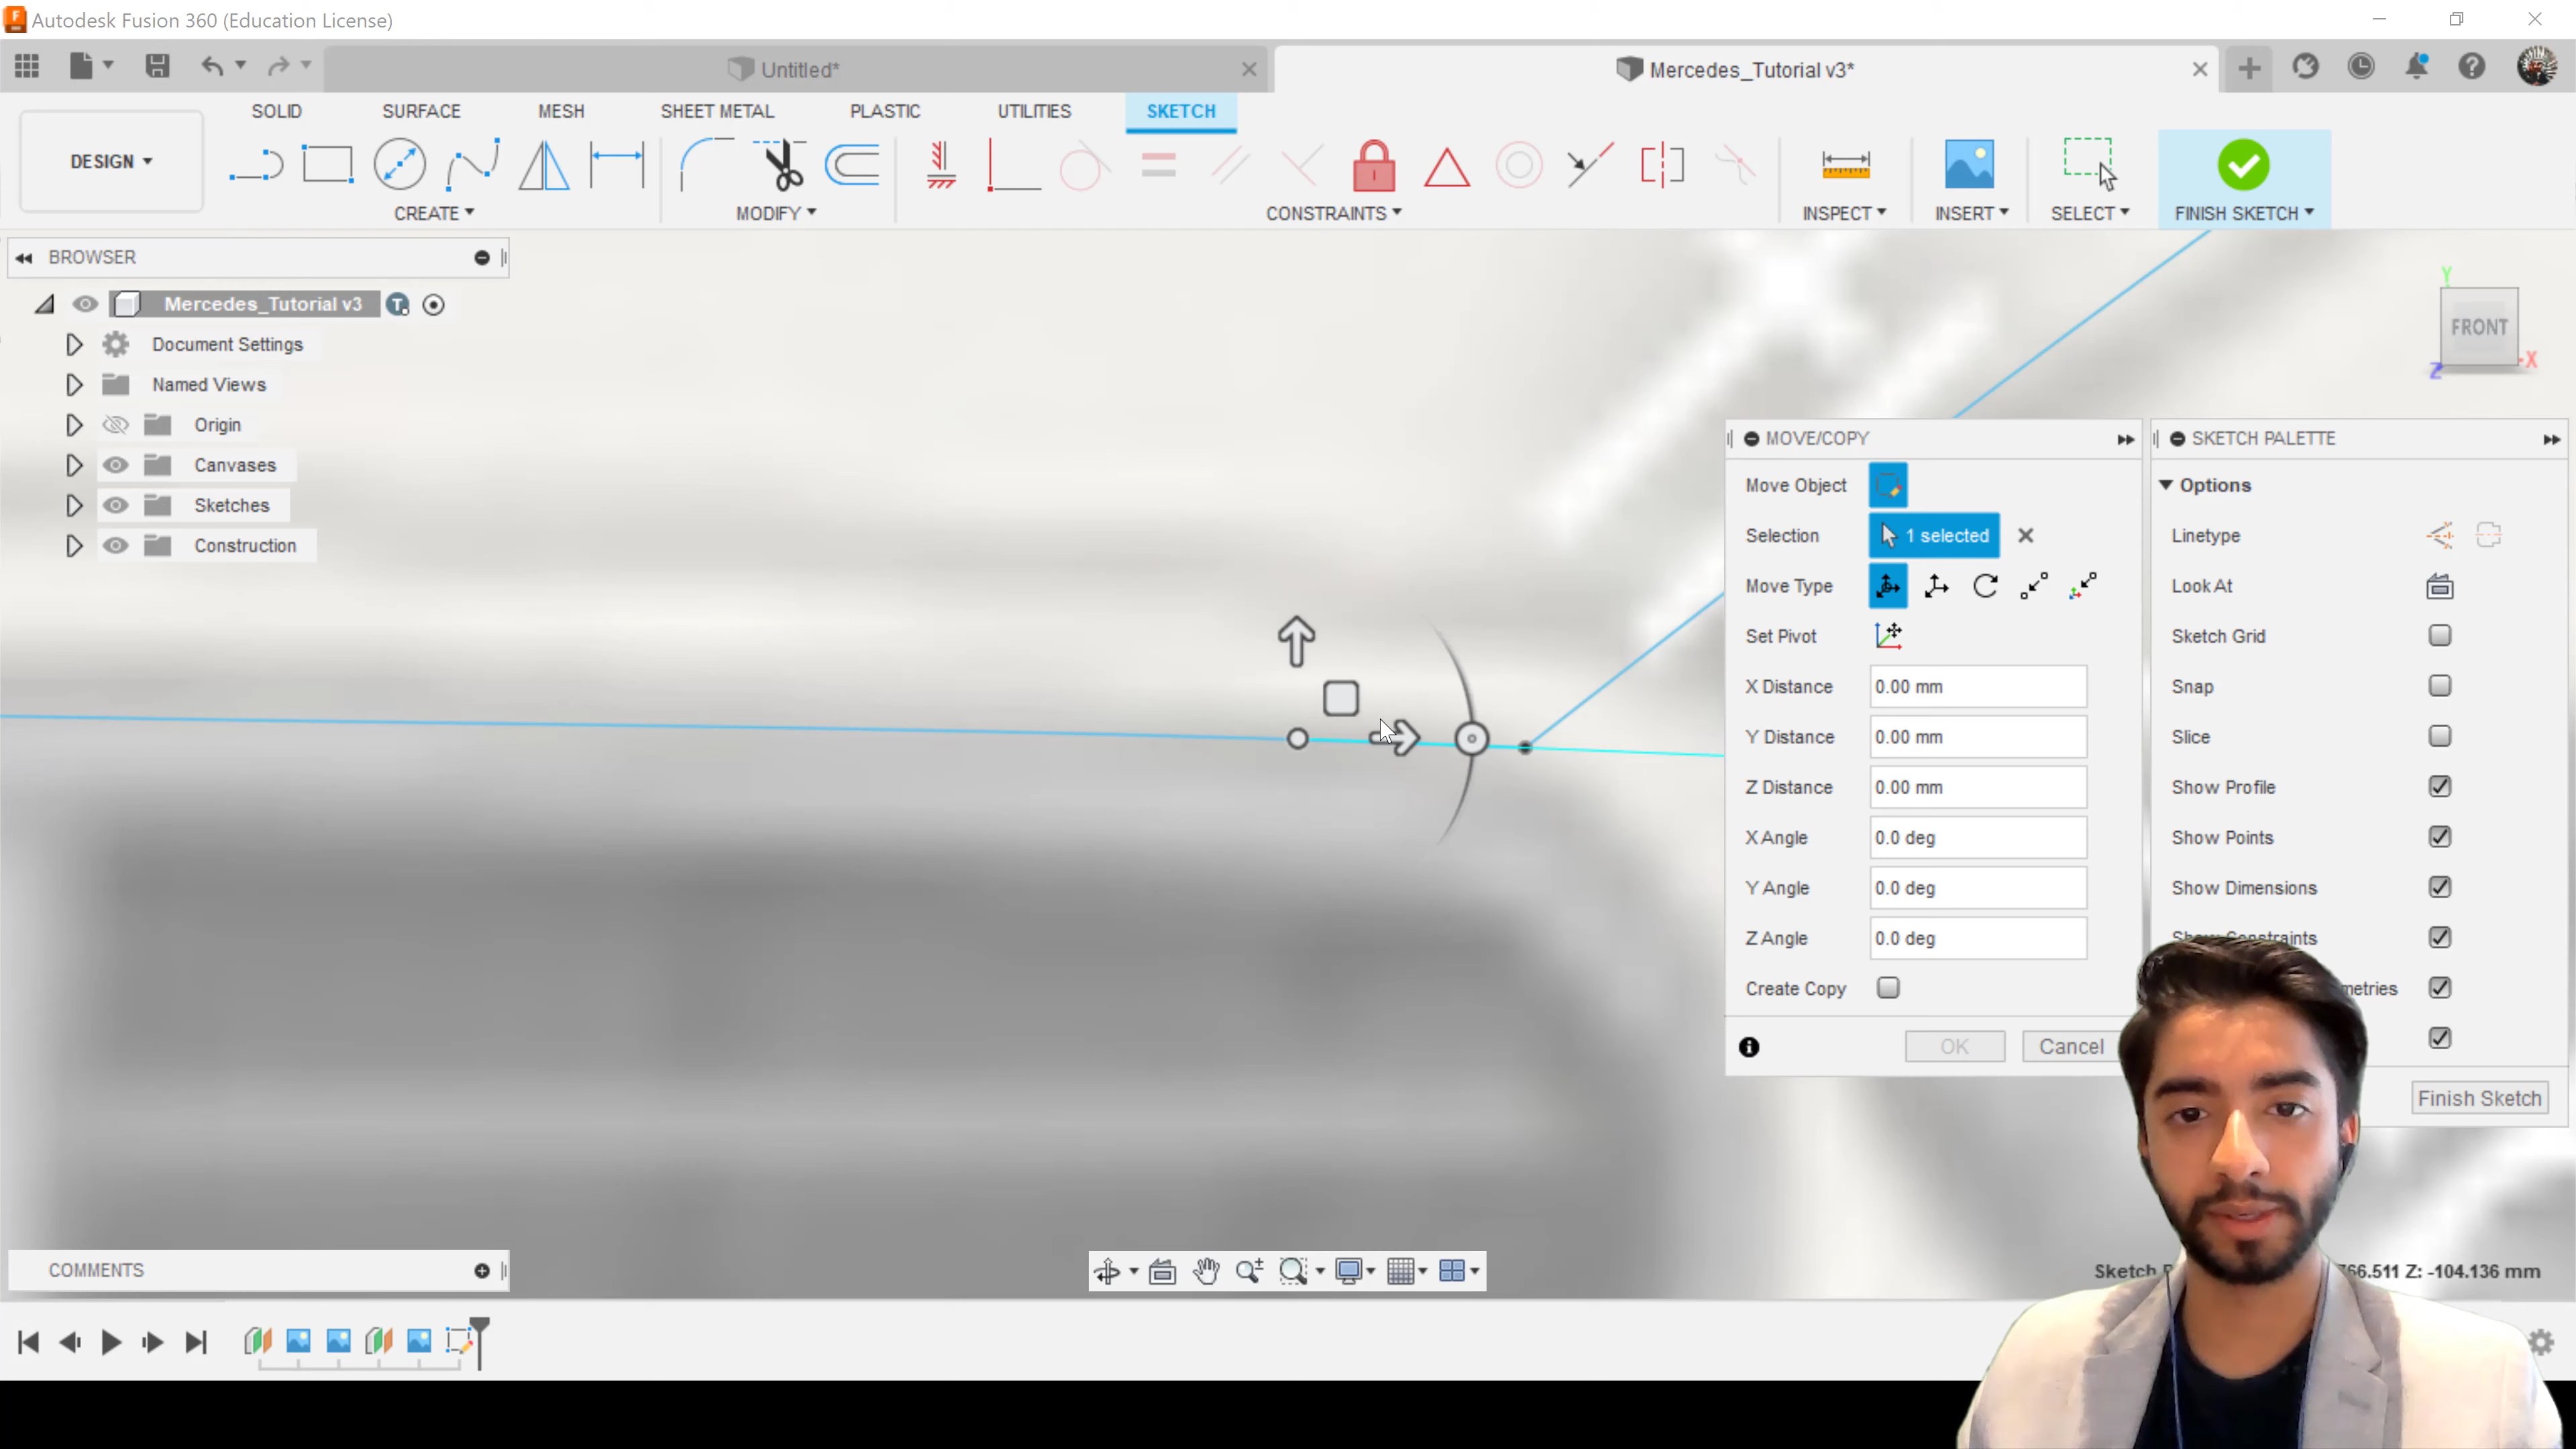 Autodesk Fusion 360 (Education License)
Untitled*
Mercedes_Tutorial v3*
SOLID SURFACE MESH SHEET METAL PLASTIC UTILITIES SKETCH
DESIGN
CREATE MODIFY CONSTRAINTS INSPECT INSERT SELECT FINISH SKETCH
BROWSER
Mercedes_Tutorial v3
Document Settings
Named Views
Origin
Canvases
Sketches
Construction
Y
FRONT
X
Z
MOVE/COPY
Move Object
Selection 1 selected
Move Type
Set Pivot
X Distance 0.00 mm
Y Distance 0.00 mm
Z Distance 0.00 mm
X Angle 0.0 deg
Y Angle 0.0 deg
Z Angle 0.0 deg
Create Copy
OK Cancel
SKETCH PALETTE
Options
Linetype
Look At
Sketch Grid
Snap
Slice
Show Profile
Show Points
Show Dimensions
Show Constraints
metries
Finish Sketch
COMMENTS
Sketch 66.511 Z: -104.136 mm